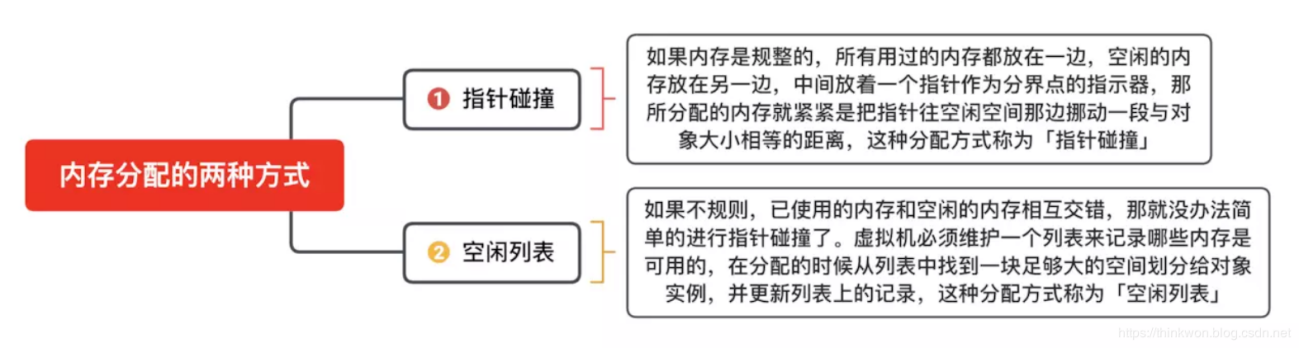 内存分配的两种方式
1 指针碰撞
如果内存是规整的，所有用过的内存都放在一边，空闲的内
存放在另一边，中间放着一个指针作为分界点的指示器，那
所分配的内存就紧紧是把指针往空闲空间那边挪动一段与对
象大小相等的距离，这种分配方式称为「指针碰撞」
2 空闲列表
如果不规则，已使用的内存和空闲的内存相互交错，那就没办法简
单的进行指针碰撞了。虚拟机必须维护一个列表来记录哪些内存是
可用的，在分配的时候从列表中找到一块足够大的空间划分给对象
实例，并更新列表上的记录，这种分配方式称为「空闲列表」
https://thinkwon.blog.csdn.net